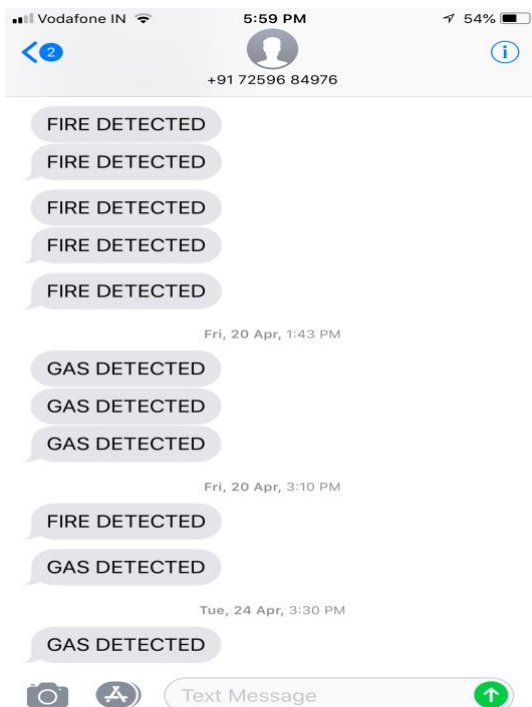 Vodafone IN 5:59 PM 54%
2
+91 72596 84976
FIRE DETECTED
FIRE DETECTED
FIRE DETECTED
FIRE DETECTED
FIRE DETECTED
Fri, 20 Apr, 1:43 PM
GAS DETECTED
GAS DETECTED
GAS DETECTED
Fri, 20 Apr, 3:10 PM
FIRE DETECTED
GAS DETECTED
Tue, 24 Apr, 3:30 PM
GAS DETECTED
Text Message